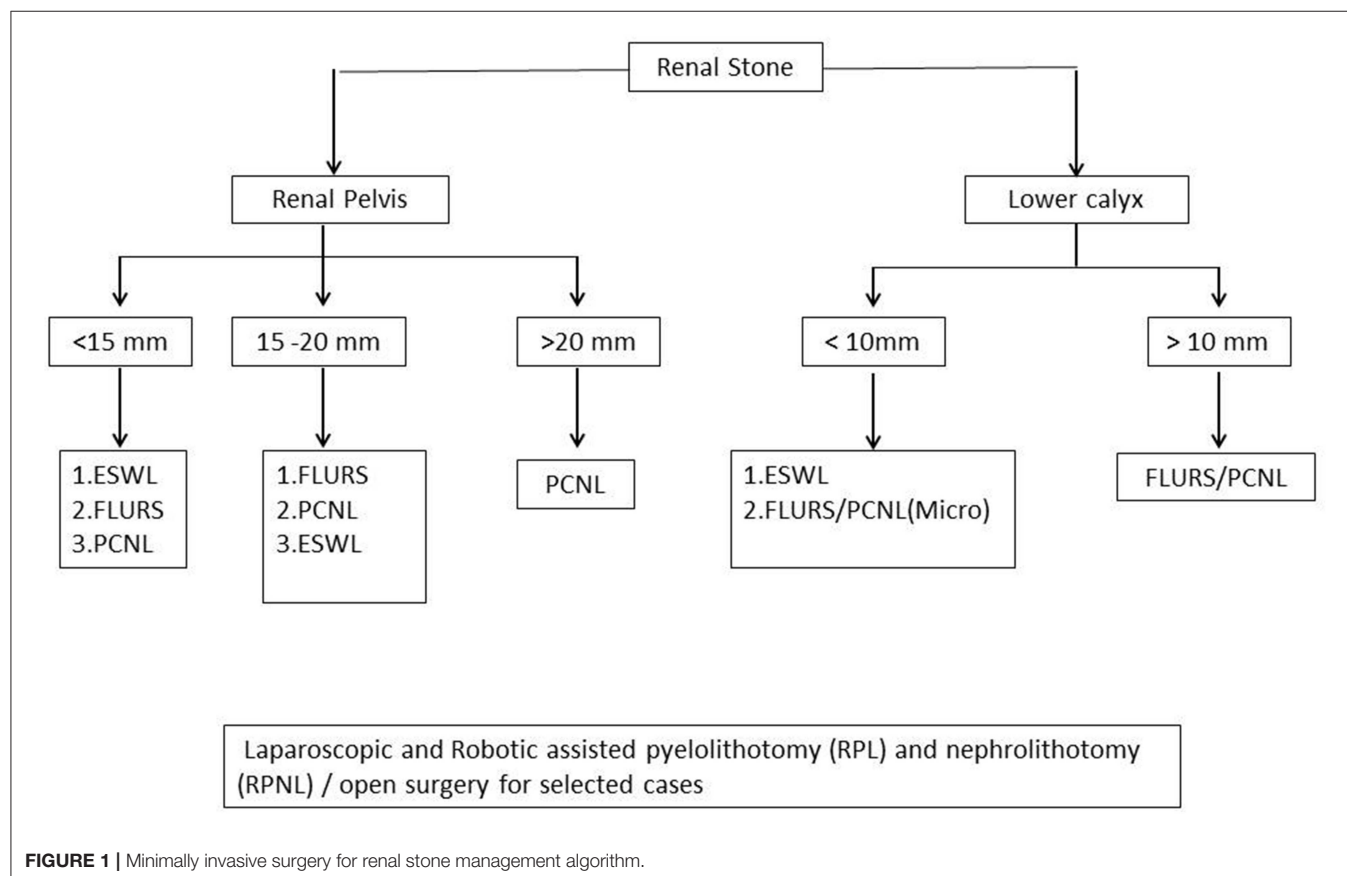 Renal Stone
Renal Pelvis
Lower calyx
<15 mm
15 -20 mm
>20 mm
< 10mm
> 10 mm
1.ESWL
2.FLURS
3.PCNL
1.FLURS
2.PCNL
3.ESWL
PCNL
1.ESWL
2.FLURS/PCNL(Micro)
FLURS/PCNL
Laparoscopic and Robotic assisted pyelolithotomy (RPL) and nephrolithotomy
(RPNL) / open surgery for selected cases
FIGURE 1 | Minimally invasive surgery for renal stone management algorithm.